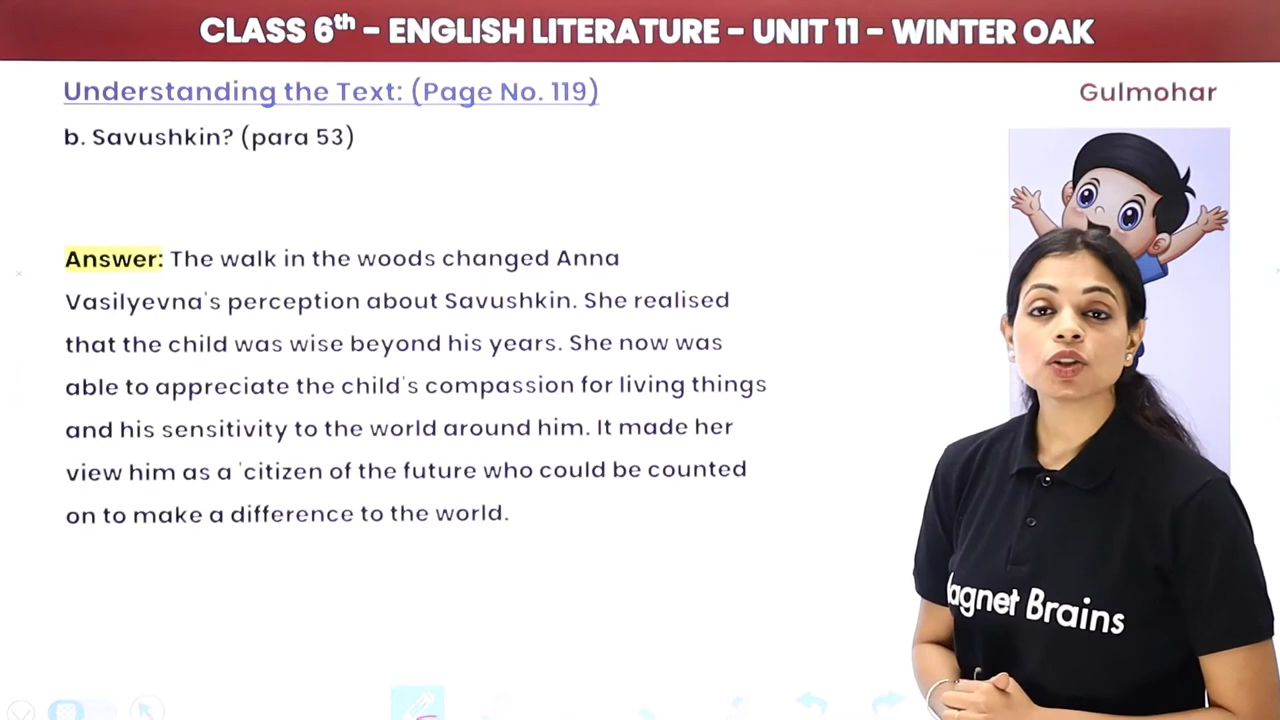 CLASS 6th - ENGLISH LITERATURE - UNIT 11 - WINTER OAK
Understanding the Text: (Page No. 119)
Gulmohar
b. Savushkin? (para 53)
Answer: The walk in the woods changed Anna
Vasilyevna's perception about Savushkin. She realised
that the child was wise beyond his years. She now was
able to appreciate the child's compassion for living things
and his sensitivity to the world around him. It made her
view him as a 'citizen of the future who could be counted
on to make a difference to the world.
agnet Brains